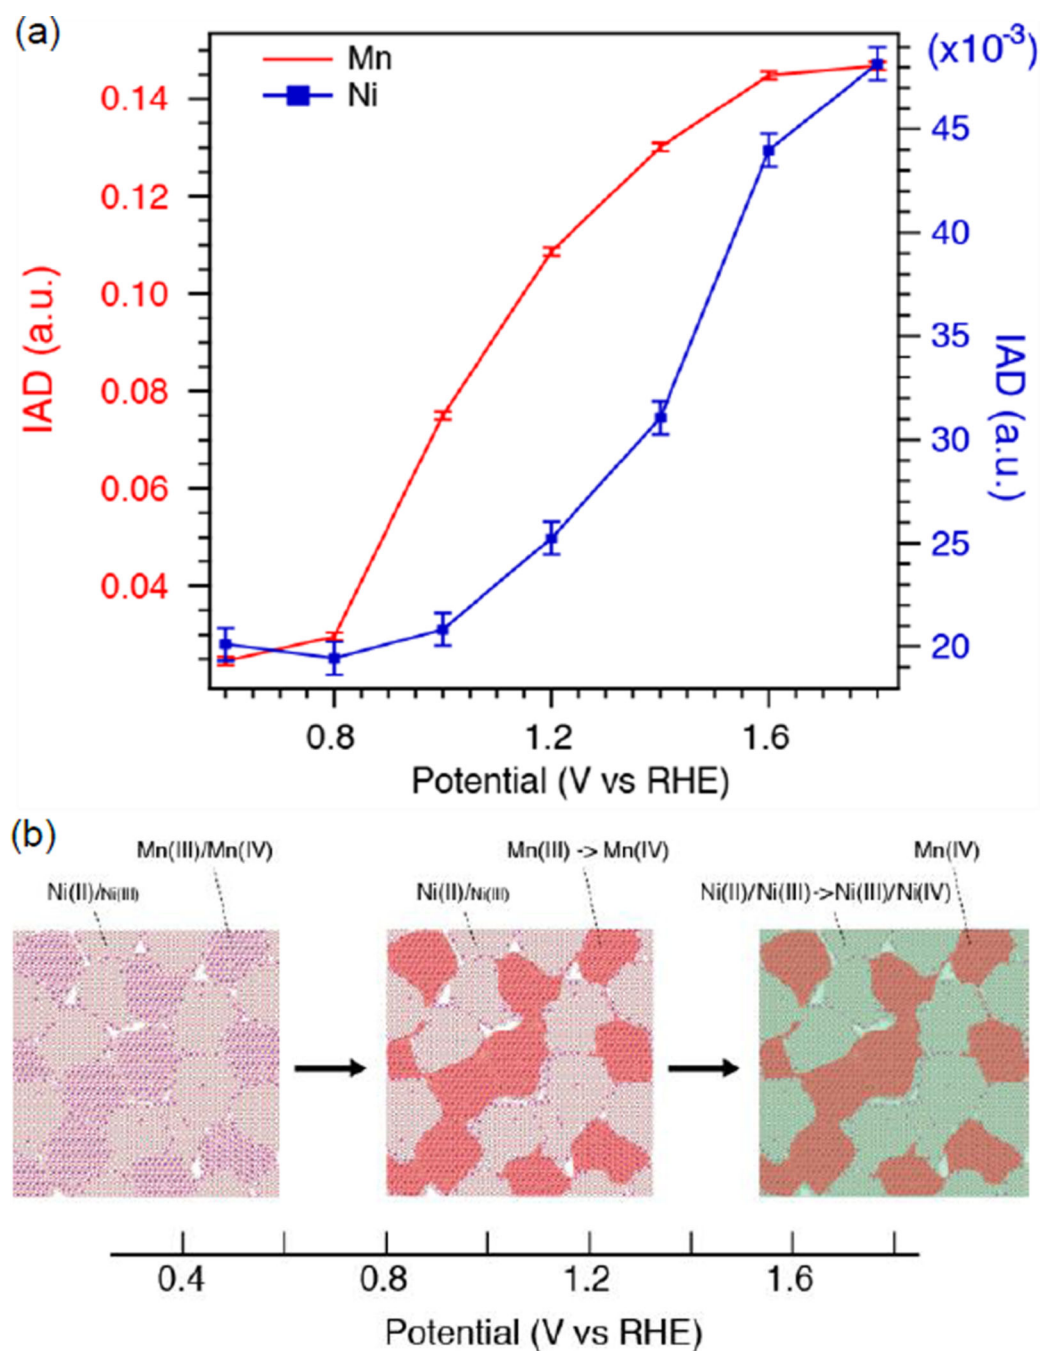 (a)
Mn
Ni
(x10-3)
0.14
0.12
0.10
0.08
0.06
0.04
IAD (a.u.)
45
40
35
30
25
20
IAD (a.u.)
0.8 1.2 1.6
Potential (V vs RHE)
(b)
Mn(III)/Mn(IV) Mn(III) -> Mn(IV) Mn(IV)
Ni(II)/Ni(III) Ni(II)/Ni(III) Ni(II)/Ni(III)->Ni(III)/Ni(IV)
0.4 0.8 1.2 1.6
Potential (V vs RHE)